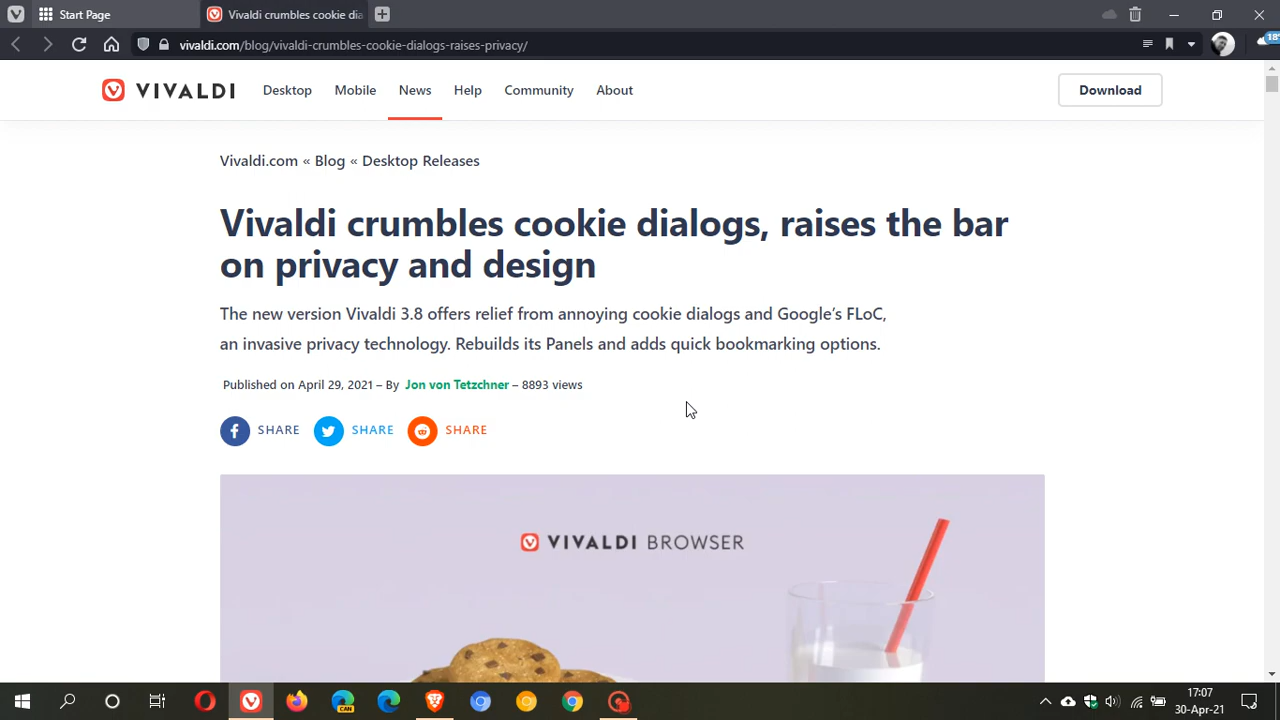 Start Page
Vivaldi crumbles cookie dia
vivaldi.com/blog/vivaldi-crumbles-cookie-dialogs-raises-privacy/
18°
VIVALDI
Desktop
Mobile
News
Help
Community
About
Download
Vivaldi.com « Blog « Desktop Releases
Vivaldi crumbles cookie dialogs, raises the bar
on privacy and design
The new version Vivaldi 3.8 offers relief from annoying cookie dialogs and Google's FLoC,
an invasive privacy technology. Rebuilds its Panels and adds quick bookmarking options.
Published on April 29, 2021 – By Jon von Tetzchner – 8893 views
SHARE
SHARE
SHARE
VIVALDI BROWSER
CAN
17:07
30-Apr-21